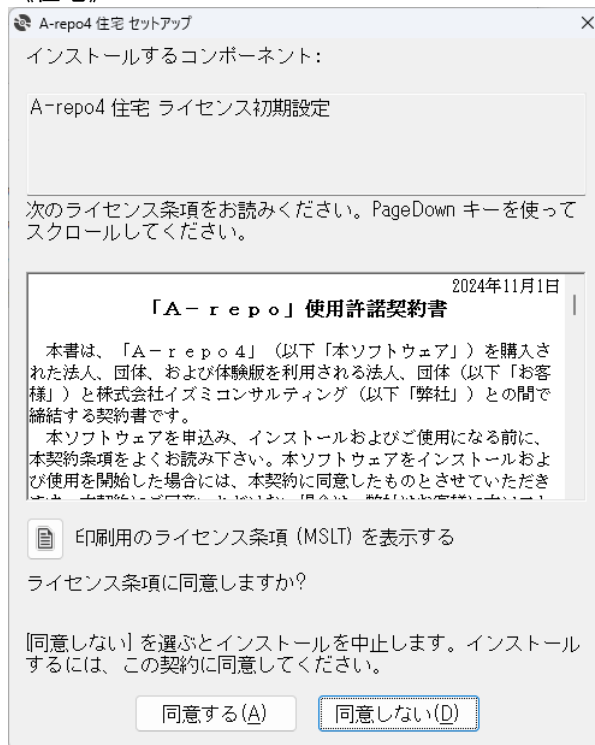 A-repo4 住宅 セットアップ
インストールするコンポーネント:
A-repo4 住宅 ライセンス初期設定
次のライセンス条項をお読みください。PageDown キーを使って
スクロールしてください。
2024年11月1日
「A-repo」使用許諾契約書
本書は、「A-repo4」(以下「本ソフトウェア」)を購入さ
れた法人、団体、および体験版を利用される法人、団体(以下「お客
様」)と株式会社イズミコンサルティング(以下「弊社」)との間で
締結する契約書です。
本ソフトウェアを申込み、インストールおよびご使用になる前に、
本契約条項をよくお読み下さい。本ソフトウェアをインストールおよ
び使用を開始した場合には、本契約に同意したものとさせていただき
印刷用のライセンス条項 (MSLT) を表示する
ライセンス条項に同意しますか?
[同意しない] を選ぶとインストールを中止します。インストール
するには、この契約に同意してください。
同意する(A)
同意しない(D)